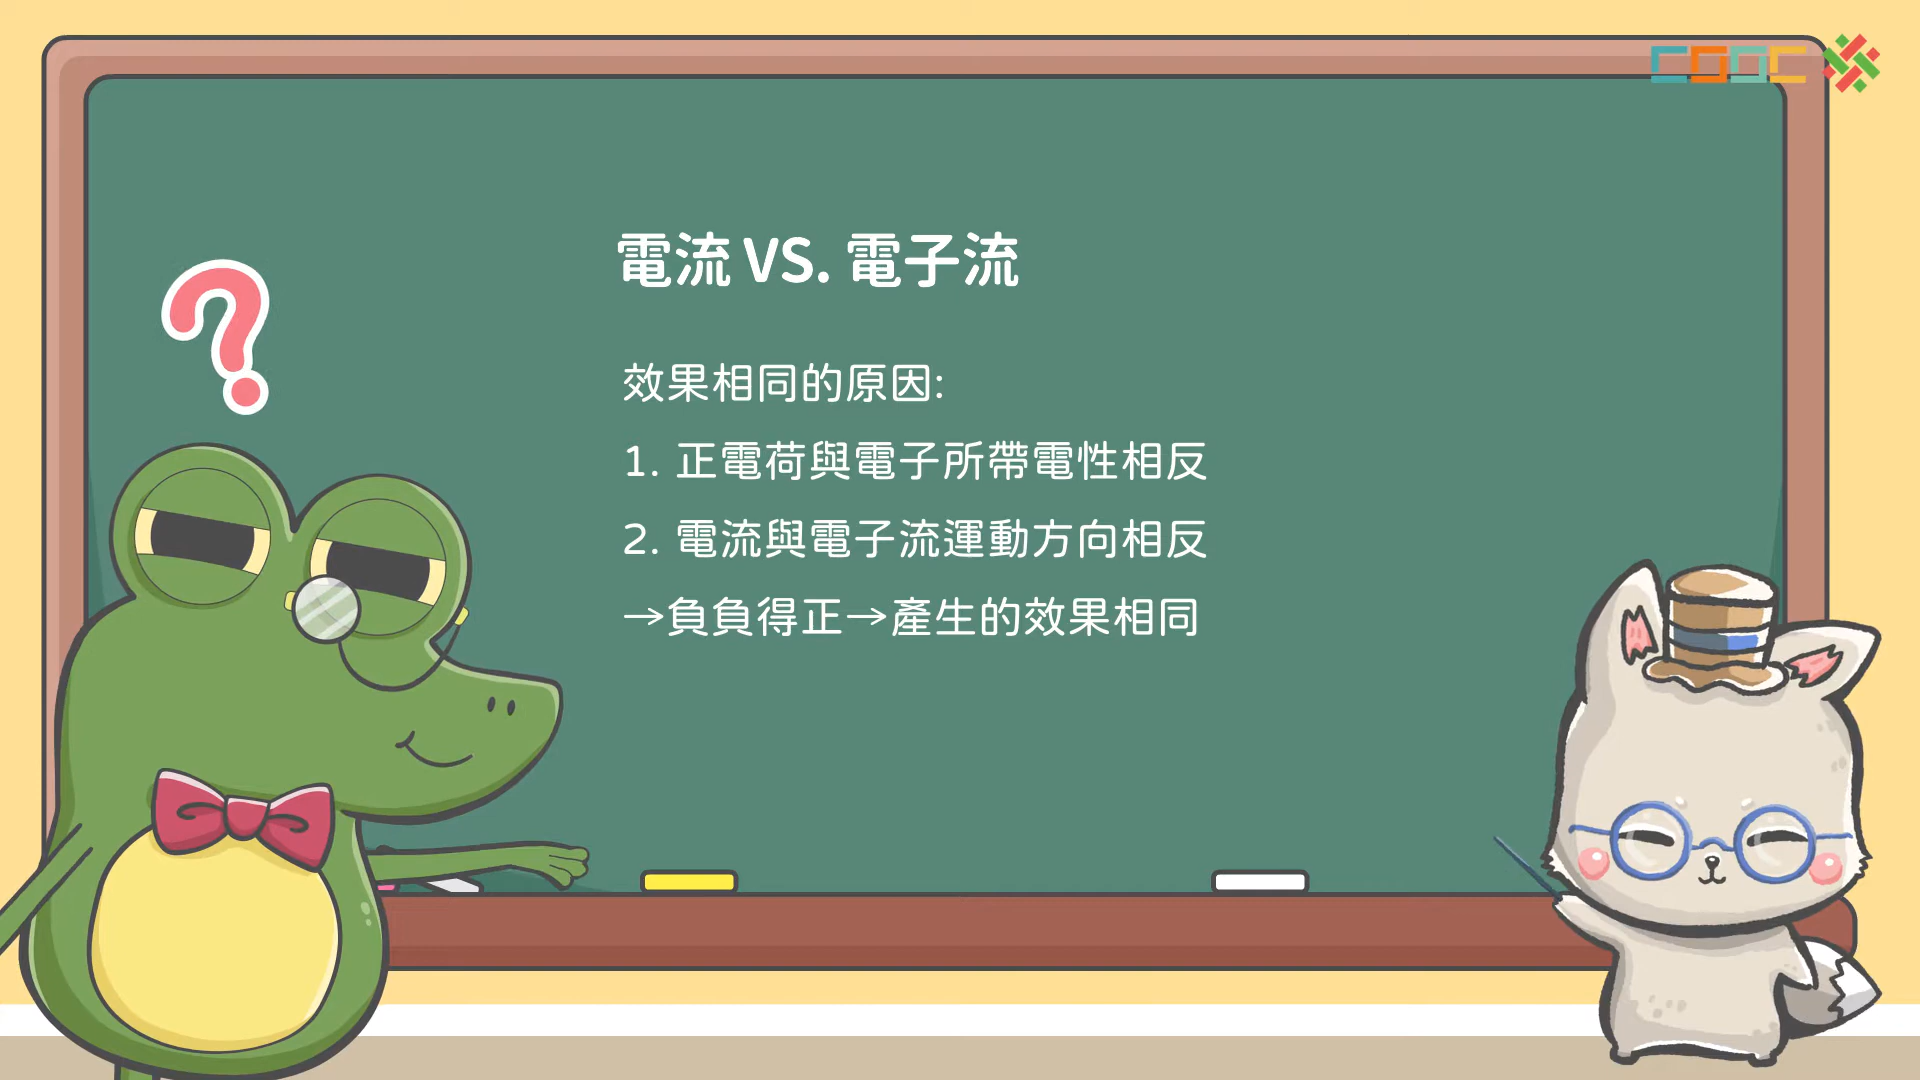 COOC
電流 VS. 電子流
效果相同的原因:
1. 正電荷與電子所帶電性相反
2. 電流與電子流運動方向相反
→負負得正→產生的效果相同